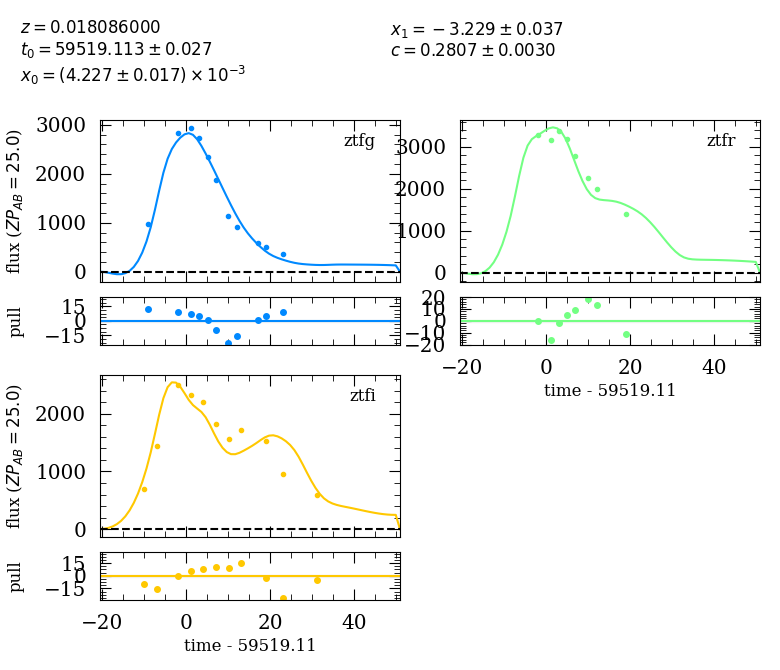 z = 0.018086000
t₀ = 59519.113 ± 0.027
x₀ = (4.227 ± 0.017) × 10⁻³
x₁ = −3.229 ± 0.037
c = 0.2807 ± 0.0030
ztfg
flux (ZP_AB = 25.0)
3000
2000
1000
0
pull
15
0
−15
ztfr
3000
2000
1000
0
20
10
0
−10
−20
−20 0 20 40
time - 59519.11
ztfi
flux (ZP_AB = 25.0)
2000
1000
0
pull
15
0
−15
−20 0 20 40
time - 59519.11